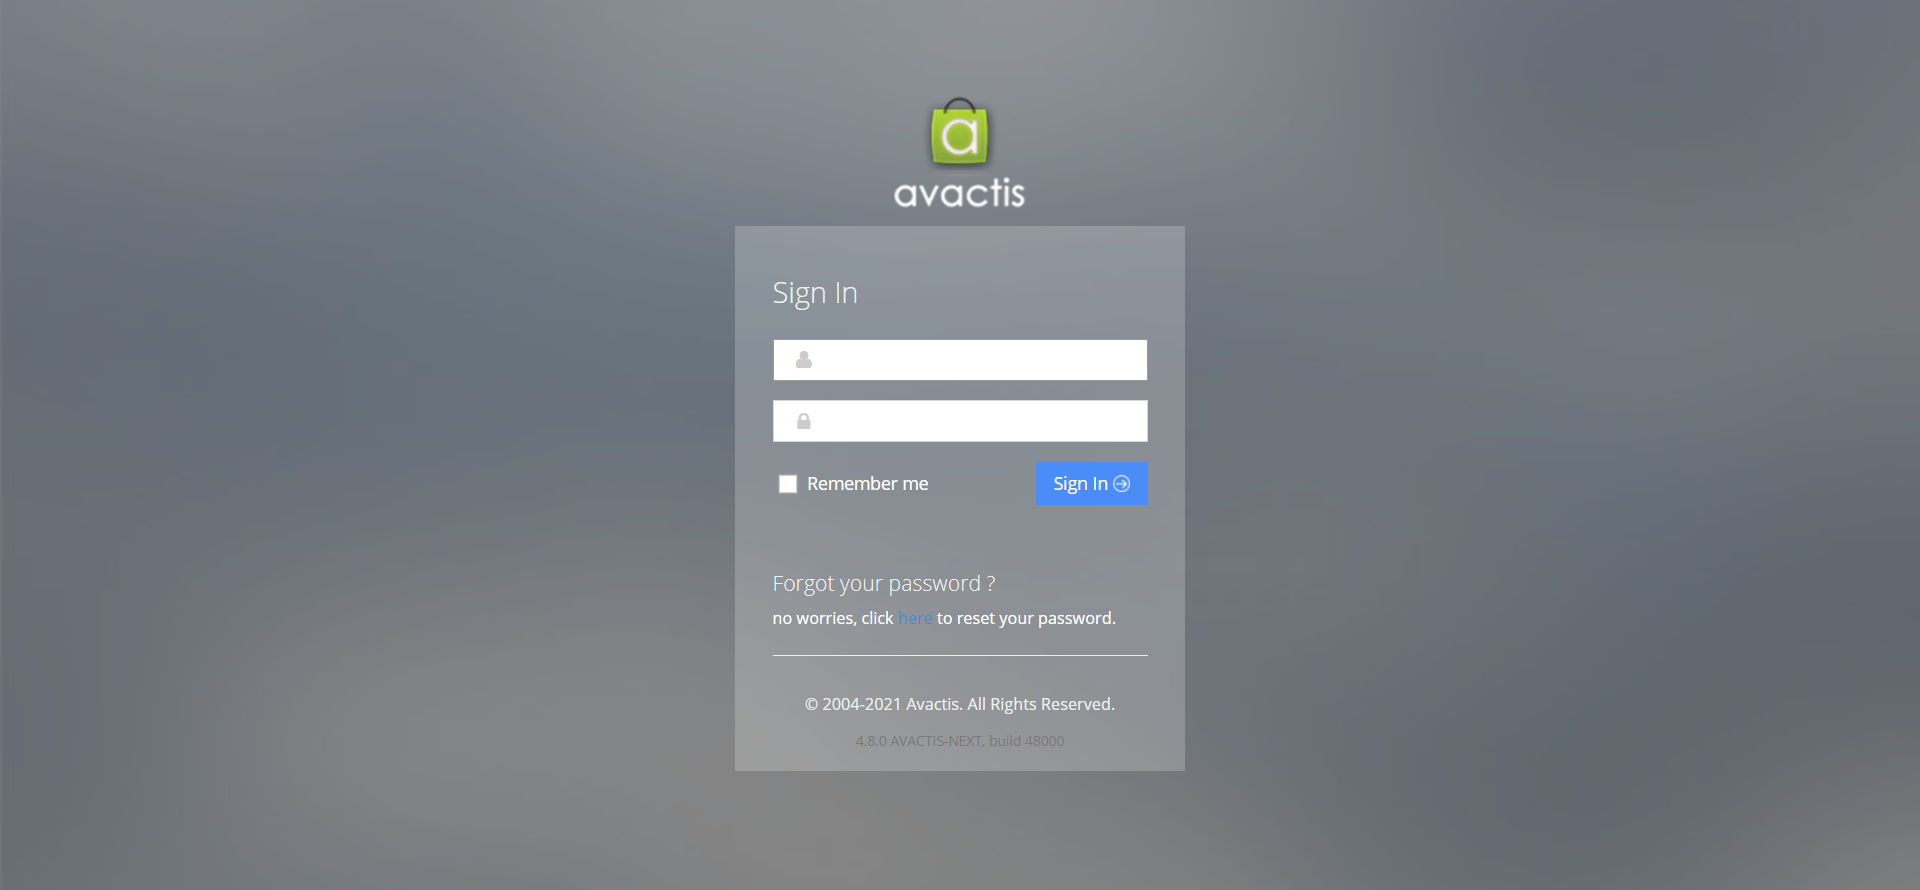 a
avactis
Sign In
Remember me
Sign In
Forgot your password ?
no worries, click here to reset your password.
© 2004-2021 Avactis. All Rights Reserved.
4.8.0 AVACTIS-NEXT, build 48000